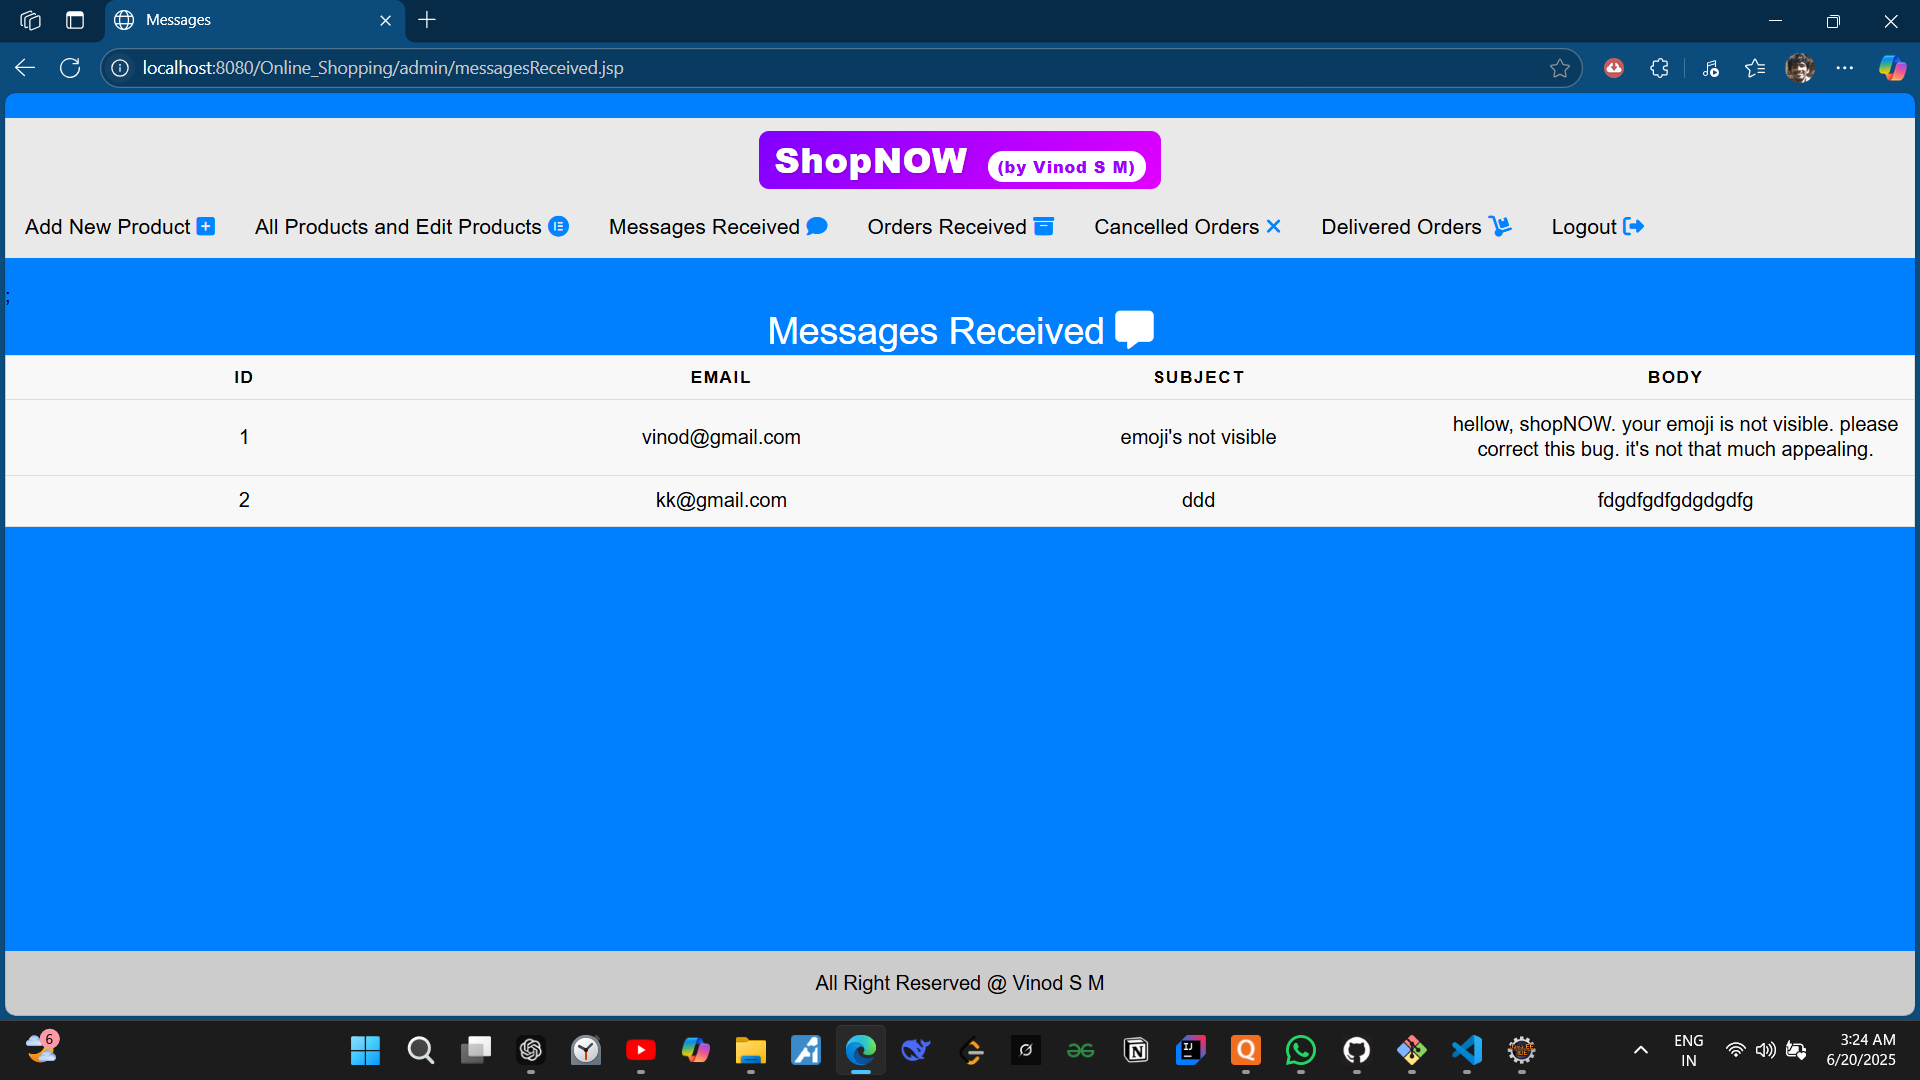 Messages
localhost:8080/Online_Shopping/admin/messagesReceived.jsp
ShopNOW (by Vinod S M)
Add New Product All Products and Edit Products Messages Received Orders Received Cancelled Orders Delivered Orders Logout
;
Messages Received
ID EMAIL SUBJECT BODY
1 vinod@gmail.com emoji's not visible hellow, shopNOW. your emoji is not visible. please
correct this bug. it's not that much appealing.
2 kk@gmail.com ddd fdgdfgdfgdgdgdfg
All Right Reserved @ Vinod S M
6
ENG
IN
3:24 AM
6/20/2025